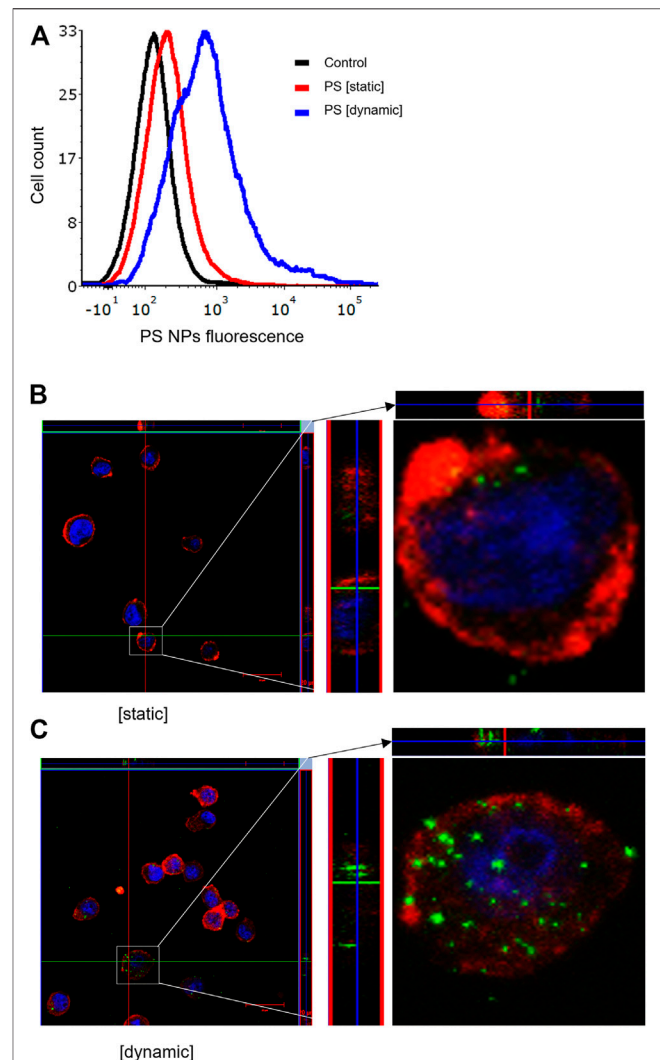 A
33
25
17
8
0
Cell count
-10¹ 10² 10³ 10⁴ 10⁵
PS NPs fluorescence
Control
PS [static]
PS [dynamic]
B
[static]
C
[dynamic]